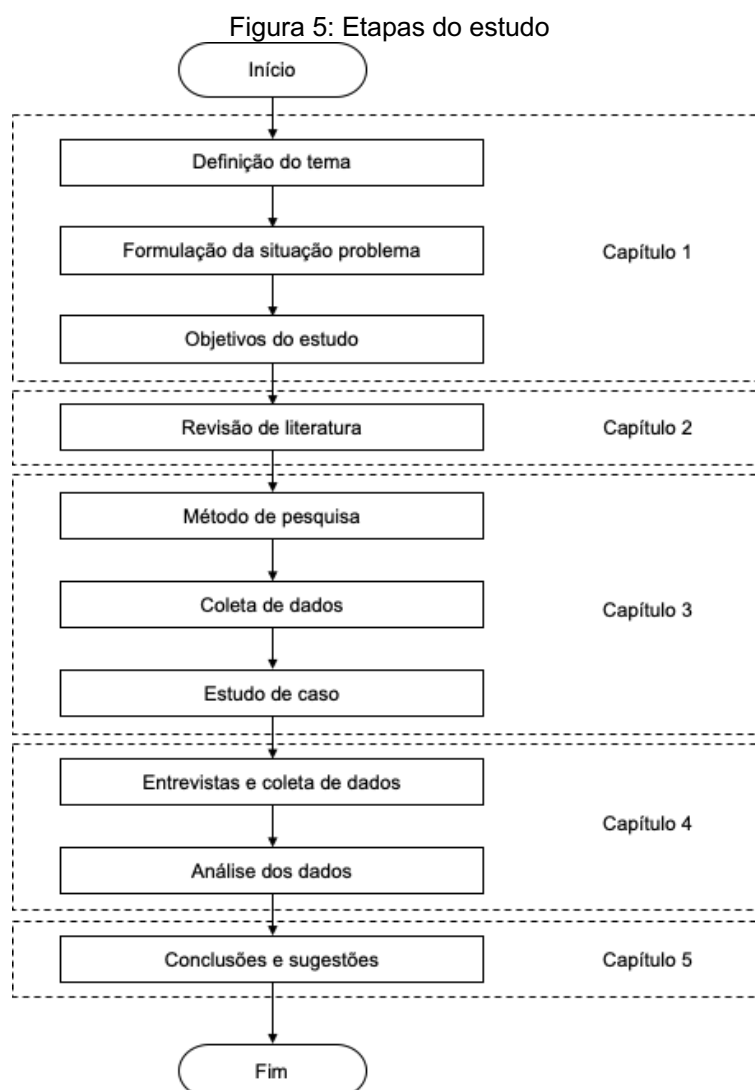 Figura 5: Etapas do estudo
Início
Definição do tema
Formulação da situação problema
Capítulo 1
Objetivos do estudo
Revisão de literatura
Capítulo 2
Método de pesquisa
Coleta de dados
Capítulo 3
Estudo de caso
Entrevistas e coleta de dados
Capítulo 4
Análise dos dados
Conclusões e sugestões
Capítulo 5
Fim